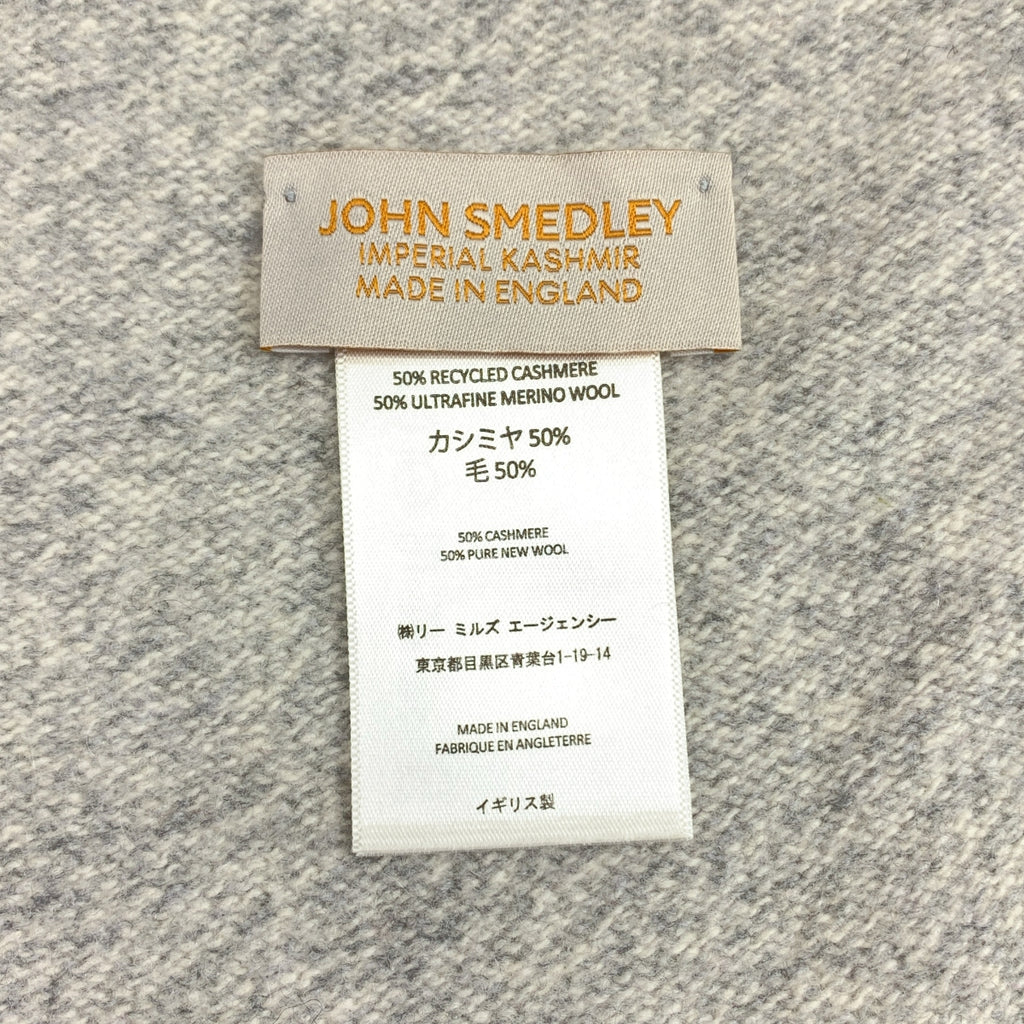 JOHN SMEDLEY
IMPERIAL KASHMIR
MADE IN ENGLAND
50% RECYCLED CASHMERE
50% ULTRAFINE MERINO WOOL
カシミヤ 50%
毛 50%
50% CASHMERE
50% PURE NEW WOOL
㈱リー ミルズ エージェンシー
東京都目黒区青葉台1-19-14
MADE IN ENGLAND
FABRIQUE EN ANGLETERRE
イギリス製